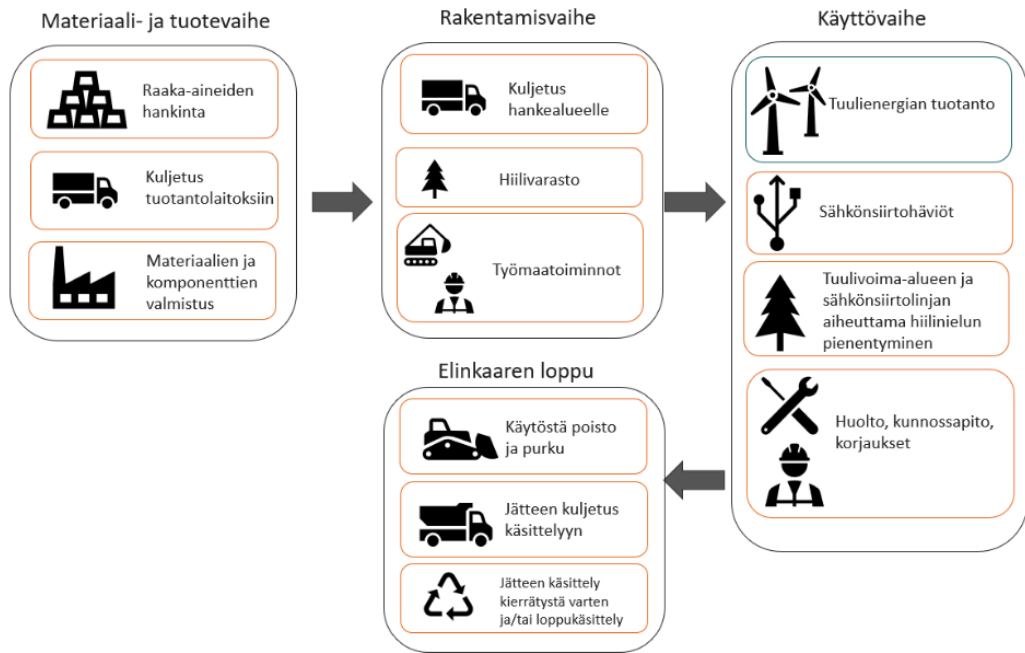 Materiaali- ja tuotevaihe
Raaka-aineiden
hankinta
Kuljetus
tuotantolaitoksiin
Materiaalien ja
komponenttien
valmistus
Rakentamisvaihe
Kuljetus
hankealueelle
Hiilivarasto
Työmaatoiminnot
Käyttövaihe
Tuulienergian tuotanto
Sähkönsiirtohäviöt
Tuulivoima-alueen ja
sähkönsiirtolinjan
aiheuttama hiilinielun
pienentyminen
Huolto, kunnossapito,
korjaukset
Elinkaaren loppu
Käytöstä poisto
ja purku
Jätteen kuljetus
käsittelyyn
Jätteen käsittely
kierrätystä varten
ja/tai loppukäsittely